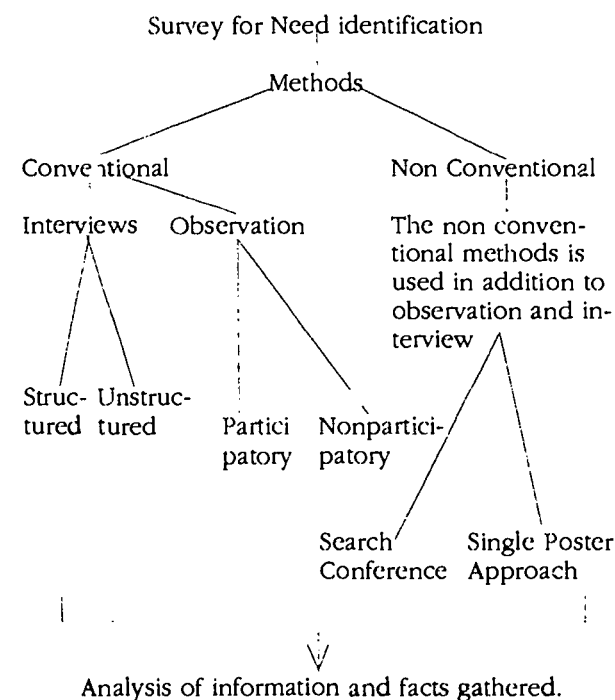 Survey for Need identification
Methods
Conventional
Non Conventional
Interviews
Observation
The non conven-
tional methods is
used in addition to
observation and in-
terview
Struc-
tured
Unstruc-
tured
Partici
patory
Nonpartici-
patory
Search
Conference
Single Poster
Approach
Analysis of information and facts gathered.